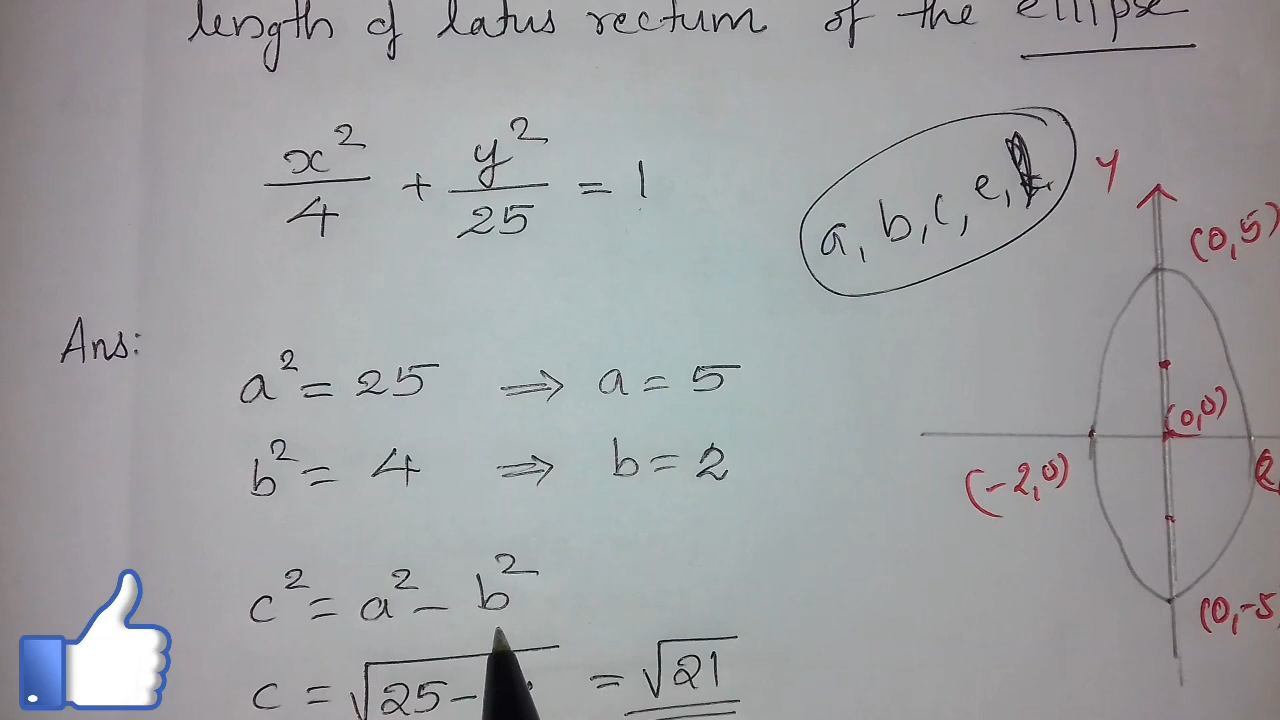 length of latus rectum of the ellipse
x²/4 + y²/25 = 1
a, b, c, e,
Y
(0,5)
Ans:
a² = 25 ⇒ a = 5
(0,0)
b² = 4 ⇒ b = 2
(-2,0)
c² = a² - b²
(0,-5
c = √25- = √21